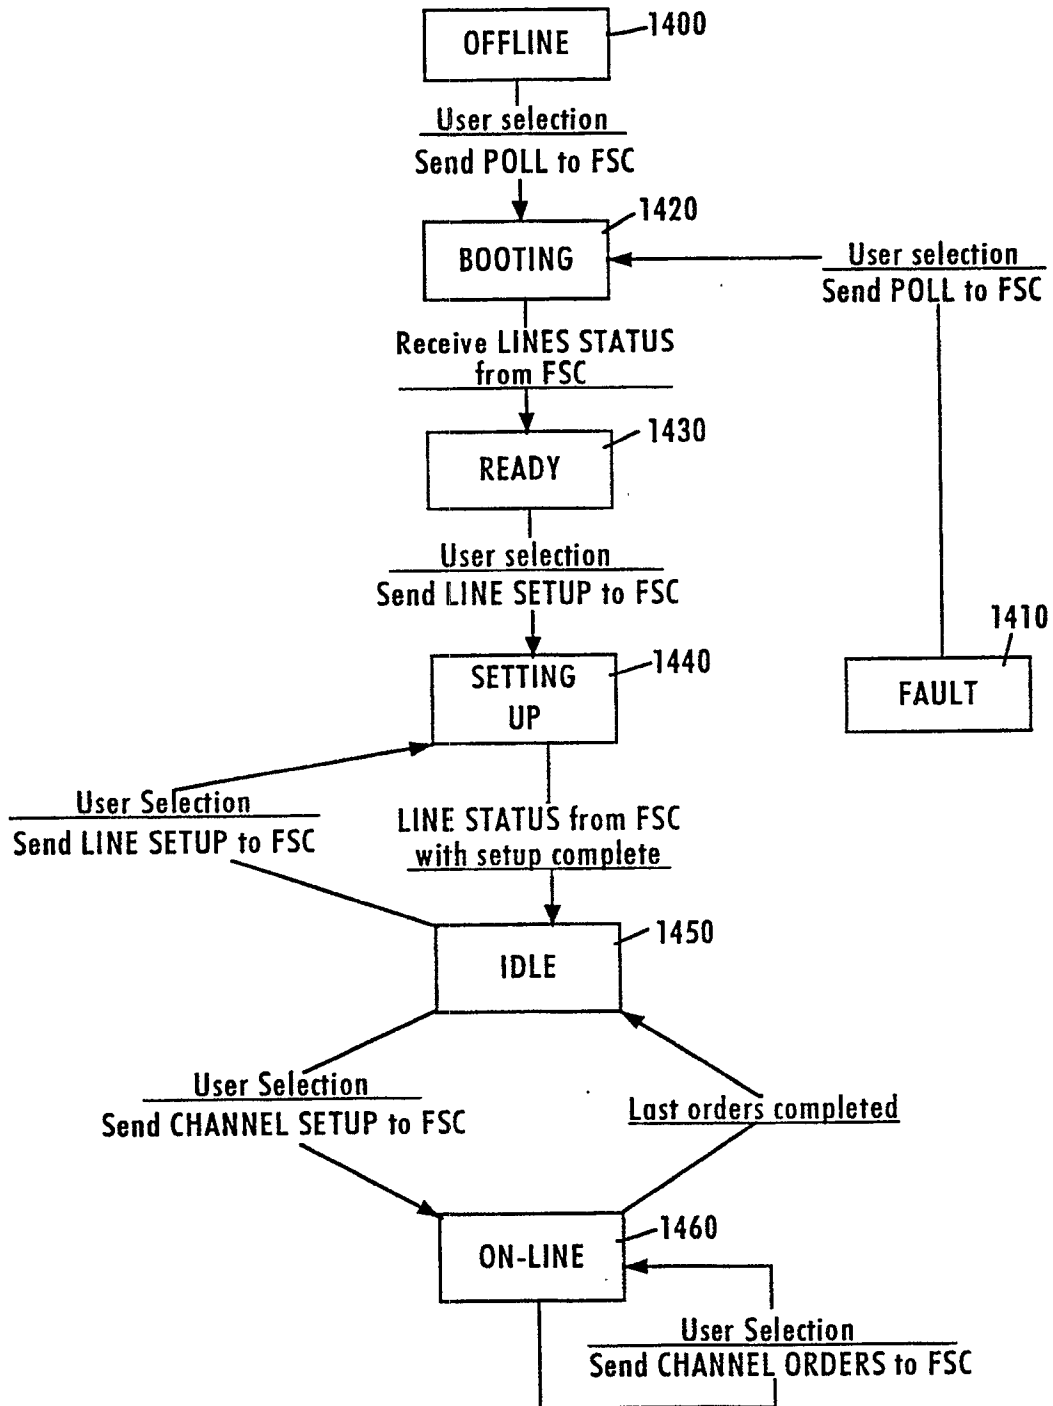 OFFLINE
1400
User selection
Send POLL to FSC
1420
BOOTING
User selection
Send POLL to FSC
Receive LINES STATUS
from FSC
1430
READY
User selection
Send LINE SETUP to FSC
1410
FAULT
1440
SETTING
UP
User Selection
Send LINE SETUP to FSC
LINE STATUS from FSC
with setup complete
1450
IDLE
User Selection
Send CHANNEL SETUP to FSC
Last orders completed
1460
ON-LINE
User Selection
Send CHANNEL ORDERS to FSC